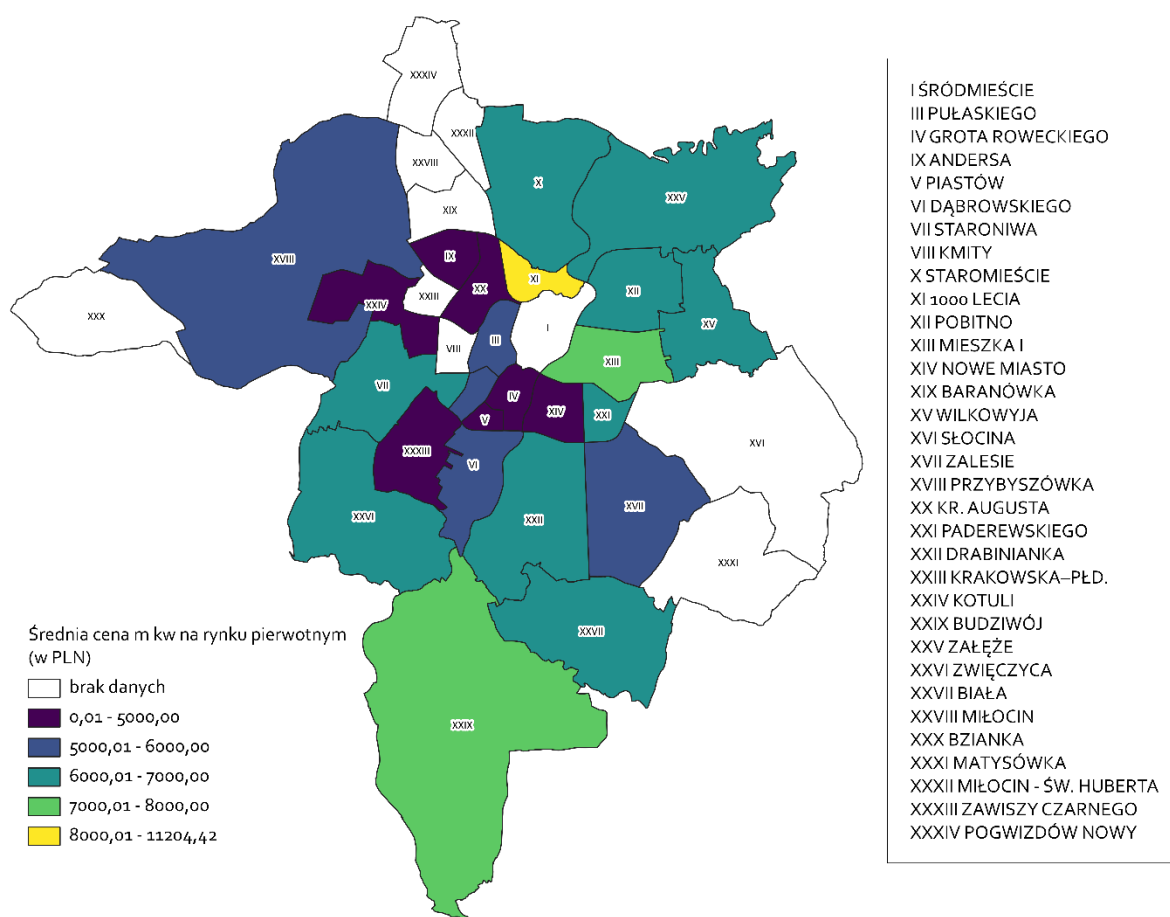 XXXIV
XXXII
XXVIII
X
XXV
XIX
XVIII
IX
XI
XX
XXIII
XII
XXIV
XXX
I
XV
III
VIII
XIII
VII
IV
XIV
XXI
V
XVI
XXXIII
VI
XXVI
XXII
XVII
XXXI
XXVII
XXIX
Średnia cena m kw na rynku pierwotnym
(w PLN)
brak danych
0,01 - 5000,00
5000,01 - 6000,00
6000,01 - 7000,00
7000,01 - 8000,00
8000,01 - 11204,42
I ŚRÓDMIEŚCIE
III PUŁASKIEGO
IV GROTA ROWECKIEGO
IX ANDERSA
V PIASTÓW
VI DĄBROWSKIEGO
VII STARONIWA
VIII KMITY
X STAROMIEŚCIE
XI 1000 LECIA
XII POBITNO
XIII MIESZKA I
XIV NOWE MIASTO
XIX BARANÓWKA
XV WILKOWYJA
XVI SŁOCINA
XVII ZALESIE
XVIII PRZYBYSZÓWKA
XX KR. AUGUSTA
XXI PADEREWSKIEGO
XXII DRABINIANKA
XXIII KRAKOWSKA–PŁD.
XXIV KOTULI
XXIX BUDZIWÓJ
XXV ZAŁĘŻE
XXVI ZWIĘCZYCA
XXVII BIAŁA
XXVIII MIŁOCIN
XXX BZIANKA
XXXI MATYSÓWKA
XXXII MIŁOCIN - ŚW. HUBERTA
XXXIII ZAWISZY CZARNEGO
XXXIV POGWIZDÓW NOWY